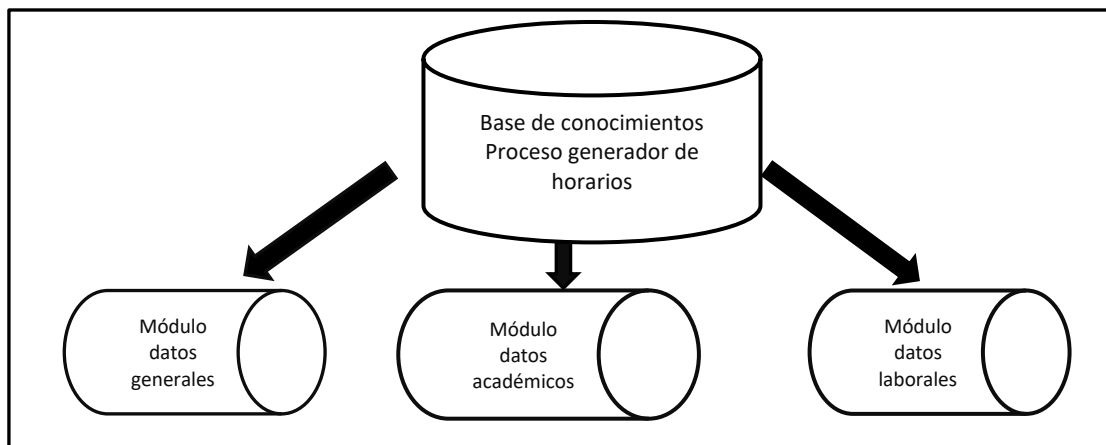 Base de conocimientos
Proceso generador de
horarios
Módulo
datos
generales
Módulo
datos
académicos
Módulo
datos
laborales